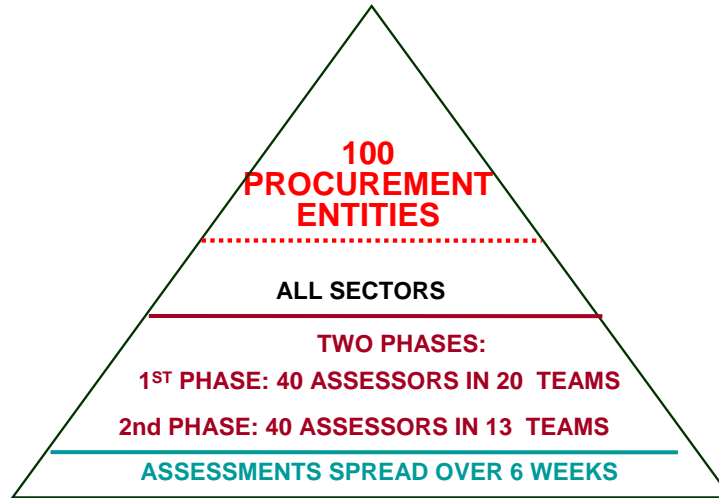 100
PROCUREMENT
ENTITIES
ALL SECTORS
TWO PHASES:
1ST PHASE: 40 ASSESSORS IN 20 TEAMS
2nd PHASE: 40 ASSESSORS IN 13 TEAMS
ASSESSMENTS SPREAD OVER 6 WEEKS